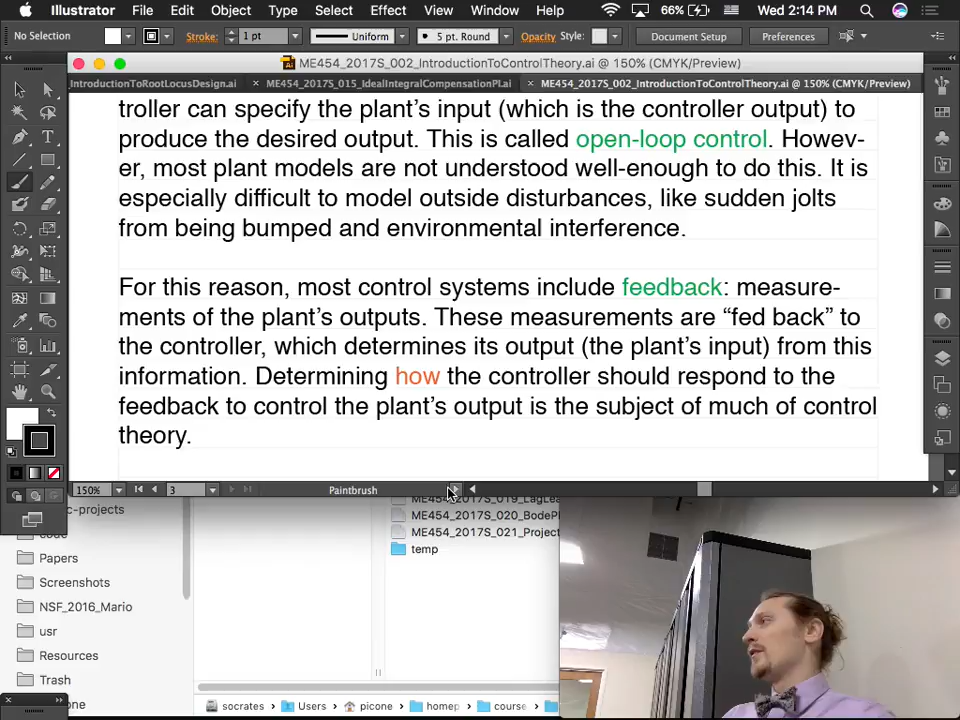 Illustrator File Edit Object Type Select Effect View Window Help 66% Wed 2:14 PM
No Selection Stroke: 1 pt Uniform 5 pt. Round Opacity Style: Document Setup Preferences
ME454_2017S_002_IntroductionToControlTheory.ai @ 150% (CMYK/Preview)
IntroductionToRootLocusDesign.ai × ME454_2017S_015_IdealIntegralCompensationPLAI.ai × ME454_2017S_002_IntroductionToControlTheory.ai @ 150% (CMYK/Preview)
troller can specify the plant’s input (which is the controller output) to
produce the desired output. This is called open-loop control. Howev-
er, most plant models are not understood well-enough to do this. It is
especially difficult to model outside disturbances, like sudden jolts
from being bumped and environmental interference.
For this reason, most control systems include feedback: measure-
ments of the plant’s outputs. These measurements are “fed back” to
the controller, which determines its output (the plant’s input) from this
information. Determining how the controller should respond to the
feedback to control the plant’s output is the subject of much of control
theory.
150% 3 Paintbrush
c-projects
code
Papers
Screenshots
NSF_2016_Mario
usr
Resources
Trash
ME454_2017S_019_LagLea
ME454_2017S_020_BodePl
ME454_2017S_021_Project
temp
socrates Users picone homep course